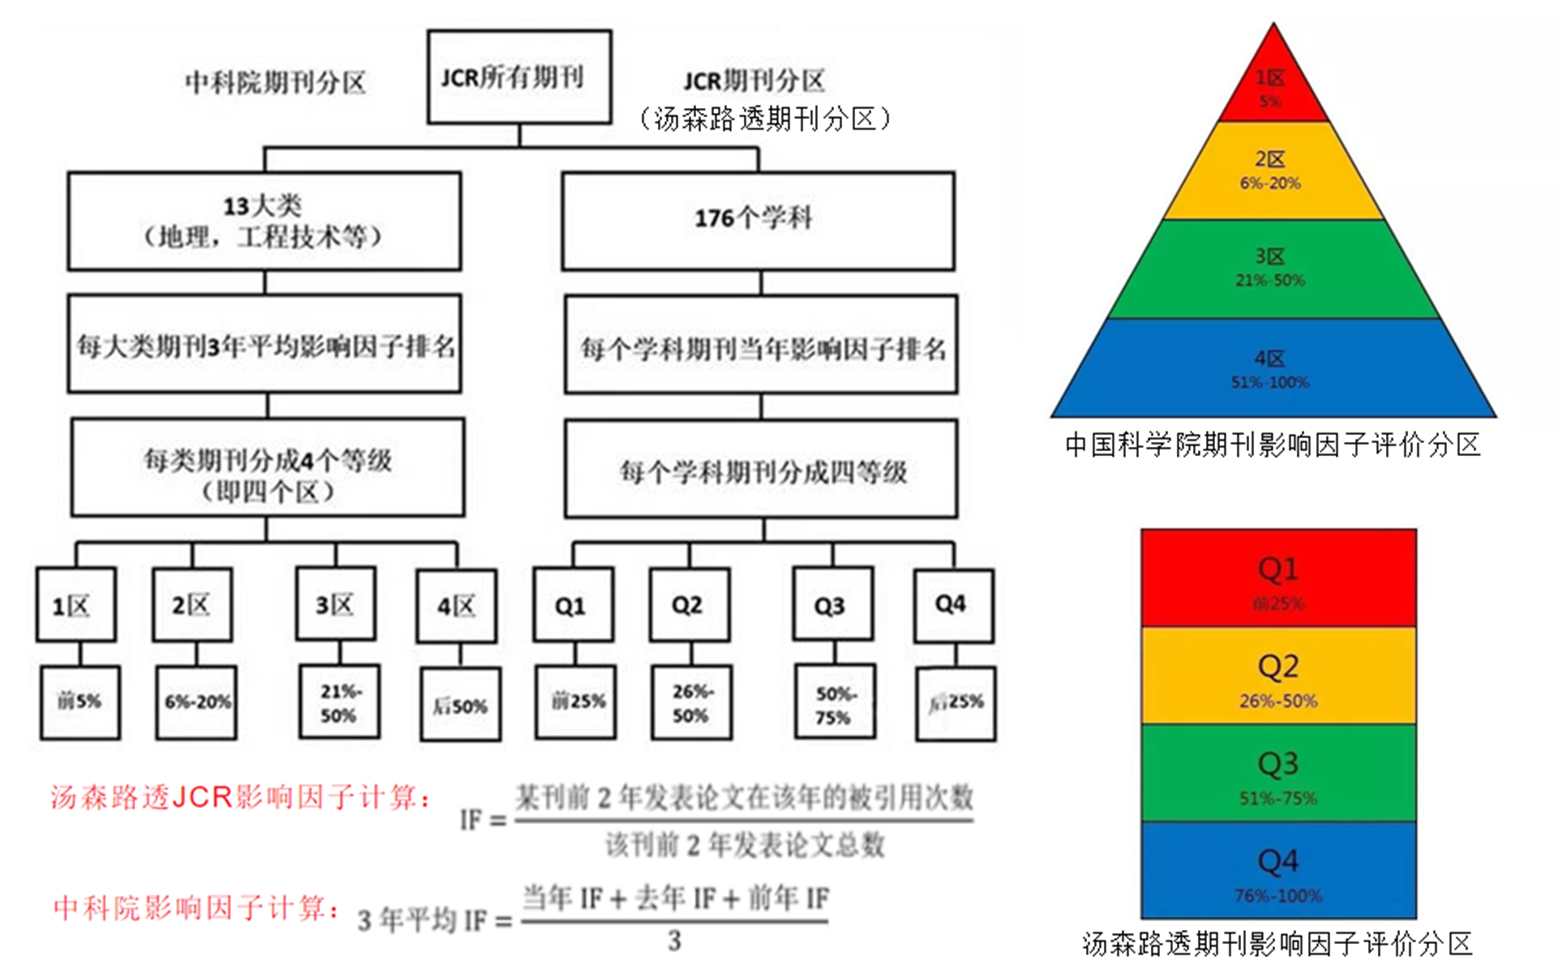 中科院期刊分区
JCR所有期刊
JCR期刊分区
（汤森路透期刊分区）
13大类
（地理，工程技术等）
176个学科
每大类期刊3年平均影响因子排名
每个学科期刊当年影响因子排名
每类期刊分成4个等级
（即四个区）
每个学科期刊分成四等级
1区
2区
3区
4区
Q1
Q2
Q3
Q4
前5%
6%-20%
21%-
50%
后50%
前25%
26%-
50%
50%-
75%
后25%
汤森路透JCR影响因子计算：
IF =
某刊前 2 年发表论文在该年的被引用次数
该刊前 2 年发表论文总数
中科院影响因子计算：
3 年平均 IF =
当年 IF + 去年 IF + 前年 IF
3
1区
5%
2区
6%-20%
3区
21%-50%
4区
51%-100%
中国科学院期刊影响因子评价分区
Q1
前25%
Q2
26%-50%
Q3
51%-75%
Q4
76%-100%
汤森路透期刊影响因子评价分区